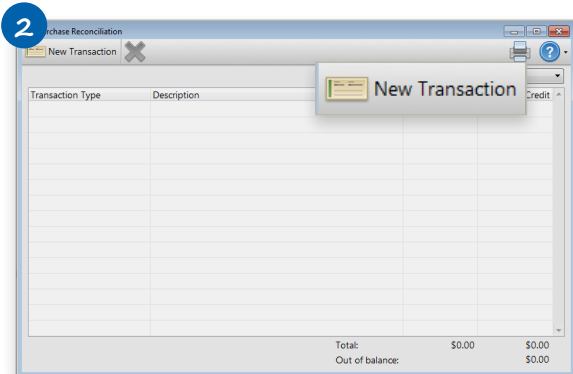 2
rchase Reconciliation
New Transaction
?
New Transaction
Transaction Type Description Credit
Total: $0.00 $0.00
Out of balance: $0.00